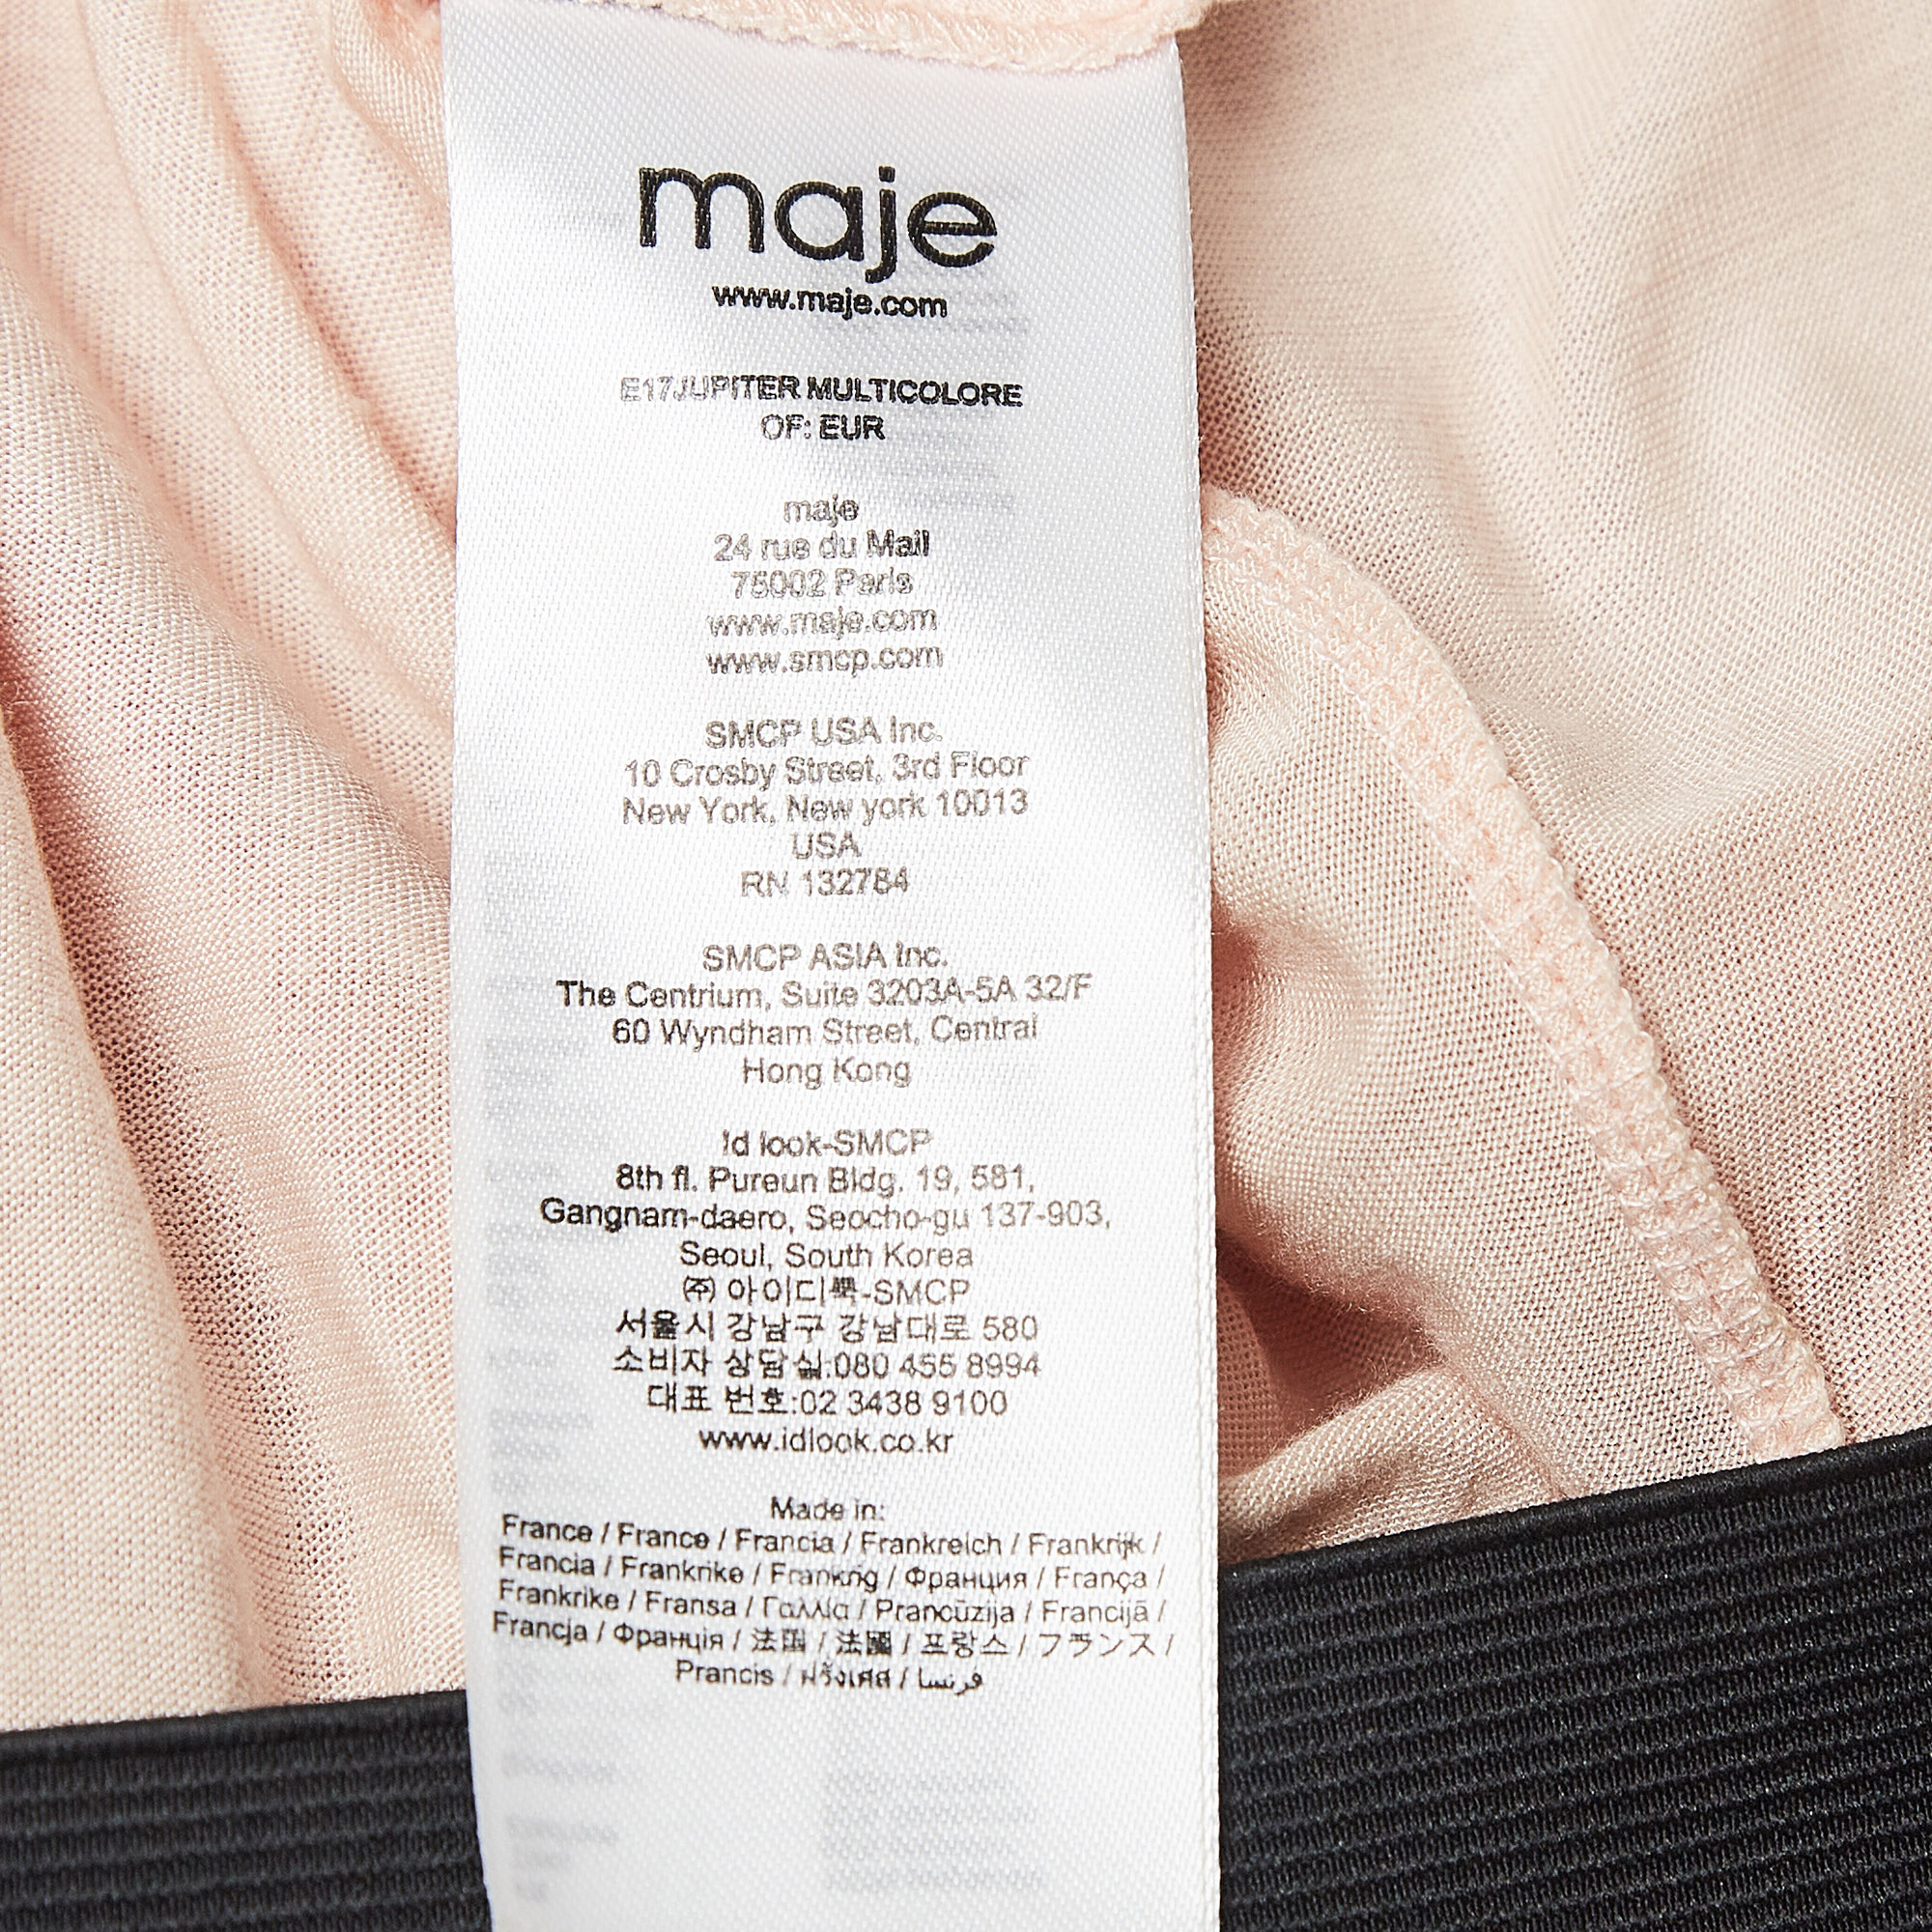 maje
www.maje.com
E17JUPITER MULTICOLORE
OF: EUR
maje
24 rue du Mail
75002 Paris
www.maje.com
www.smcp.com
SMCP USA Inc.
10 Crosby Street, 3rd Floor
New York, New york 10013
USA
RN 132784
SMCP ASIA Inc.
The Centrium, Suite 3203A-5A 32/F
60 Wyndham Street, Central
Hong Kong
Id look-SMCP
8th fl. Pureun Bldg. 19, 581,
Gangnam-daero, Seocho-gu 137-903,
Seoul, South Korea
㈜ 아이디룩-SMCP
서울시 강남구 강남대로 580
소비자 상담실:080 455 8994
대표 번호:02 3438 9100
www.idlook.co.kr
Made in:
France / France / Francia / Frankreich / Frankrijk /
Francia / Frankrike / Frankrig / Франция / França /
Frankrike / Fransa / Γαλλία / Prancūzija / Francijā /
Francja / Франція / 法国 / 法國 / 프랑스 / フランス /
Prancis / ฝรั่งเศส / فرنسا